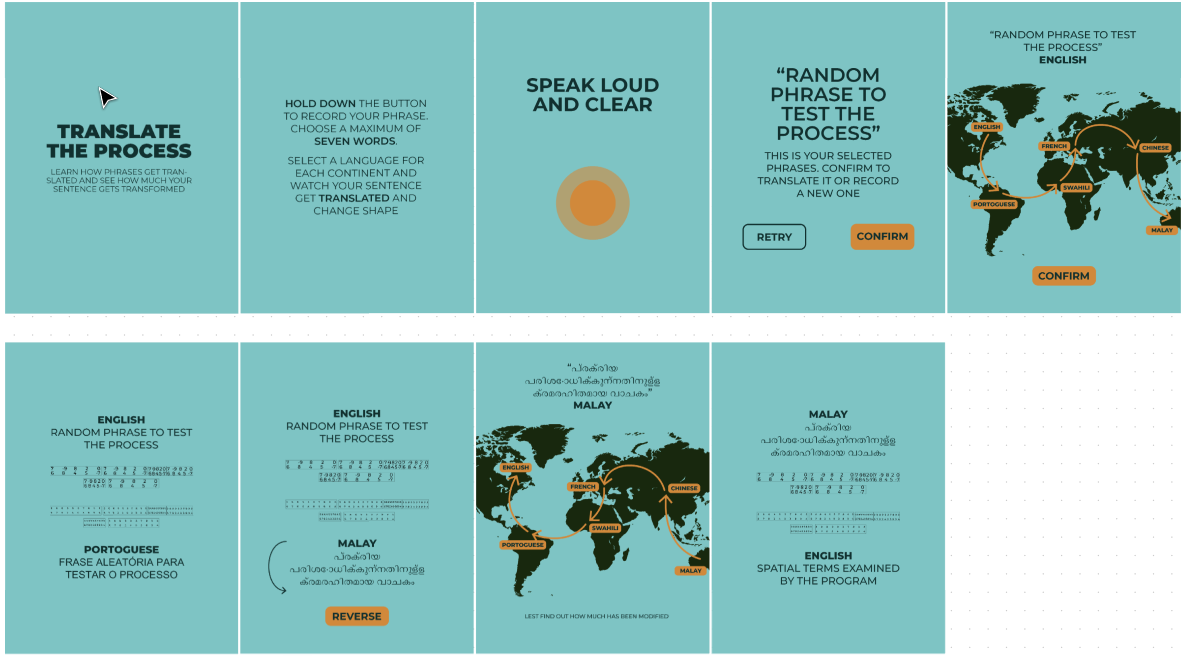 TRANSLATE
THE PROCESS
LEARN HOW PHRASES GET TRAN-
SLATED AND SEE HOW MUCH YOUR
SENTENCE GETS TRANSFORMED
HOLD DOWN THE BUTTON
TO RECORD YOUR PHRASE.
CHOOSE A MAXIMUM OF
SEVEN WORDS.
SELECT A LANGUAGE FOR
EACH CONTINENT AND
WATCH YOUR SENTENCE
GET TRANSLATED AND
CHANGE SHAPE
SPEAK LOUD
AND CLEAR
“RANDOM
PHRASE TO
TEST THE
PROCESS”
THIS IS YOUR SELECTED
PHRASES. CONFIRM TO
TRANSLATE IT OR RECORD
A NEW ONE
RETRY
CONFIRM
“RANDOM PHRASE TO TEST
THE PROCESS”
ENGLISH
ENGLISH
FRENCH
CHINESE
SWAHILI
PORTOGUESE
MALAY
CONFIRM
ENGLISH
RANDOM PHRASE TO TEST
THE PROCESS
PORTOGUESE
FRASE ALEATÓRIA PARA
TESTAR O PROCESSO
ENGLISH
RANDOM PHRASE TO TEST
THE PROCESS
MALAY
പ്രക്രിയ
പരിശോധിക്കുന്നതിനുള്ള
ക്രമരഹിതമായ വാചകം
REVERSE
“പ്രക്രിയ
പരിശോധിക്കുന്നതിനുള്ള
ക്രമരഹിതമായ വാചകം”
MALAY
ENGLISH
FRENCH
CHINESE
SWAHILI
PORTOGUESE
MALAY
LEST FIND OUT HOW MUCH HAS BEEN MODIFIED
MALAY
പ്രക്രിയ
പരിശോധിക്കുന്നതിനുള്ള
ക്രമരഹിതമായ വാചകം
ENGLISH
SPATIAL TERMS EXAMINED
BY THE PROGRAM